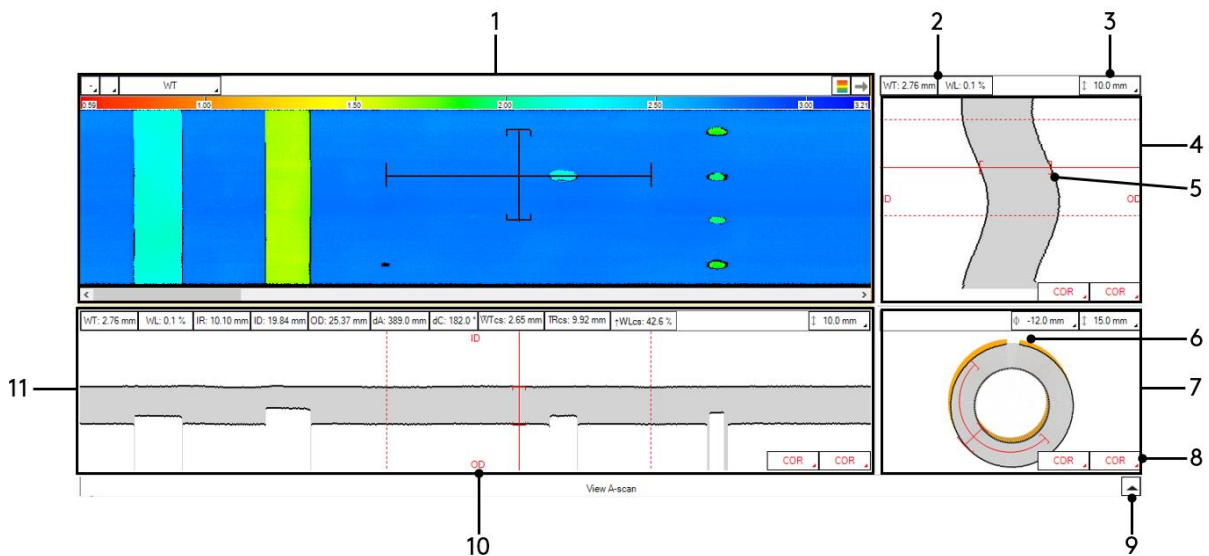 1
2
3
WT
WT: 2.76 mm WL: 0.1 % ↕ 10.0 mm
0.59 1.00 1.50 2.00 2.50 3.00 3.21
4
5
ID OD
COR COR
WT: 2.76 mm WL: 0.1 % IR: 10.10 mm ID: 19.84 mm OD: 25.37 mm dA: 389.0 mm dC: 182.0 ° WTcs: 2.65 mm IRcs: 9.92 mm ↑WLcs: 42.6 % ↕ 10.0 mm
Φ -12.0 mm ↕ 15.0 mm
ID
6
11
7
OD
COR COR
COR COR
8
View A-scan
10
9